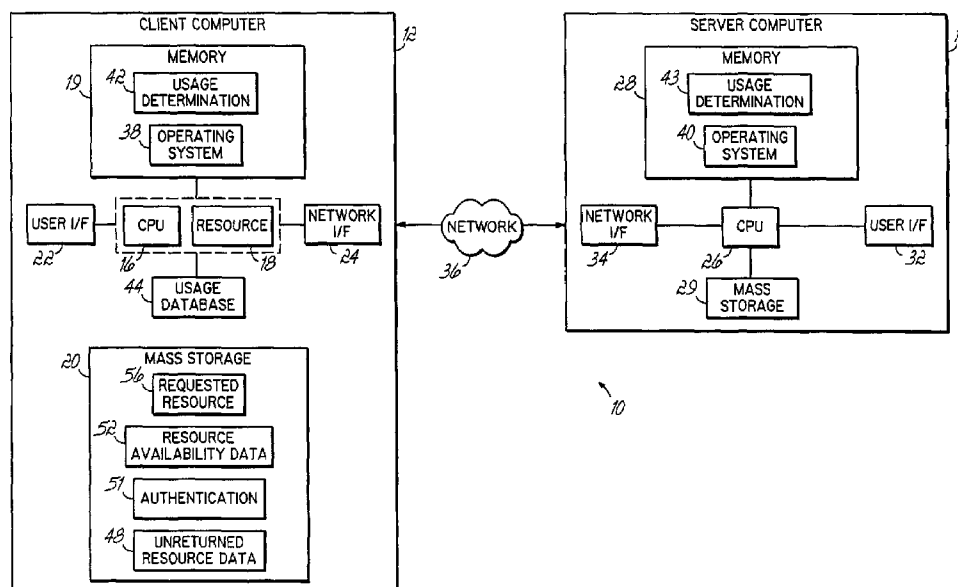 CLIENT COMPUTER
12
MEMORY
19
42
USAGE
DETERMINATION
38
OPERATING
SYSTEM
USER I/F
22
CPU
16
RESOURCE
18
NETWORK
I/F
24
44
USAGE
DATABASE
20
MASS STORAGE
56
REQUESTED
RESOURCE
52
RESOURCE
AVAILABILITY DATA
51
AUTHENTICATION
48
UNRETURNED
RESOURCE DATA
NETWORK
36
SERVER COMPUTER
MEMORY
28
43
USAGE
DETERMINATION
40
OPERATING
SYSTEM
NETWORK
I/F
34
CPU
26
USER I/F
32
29
MASS
STORAGE
10